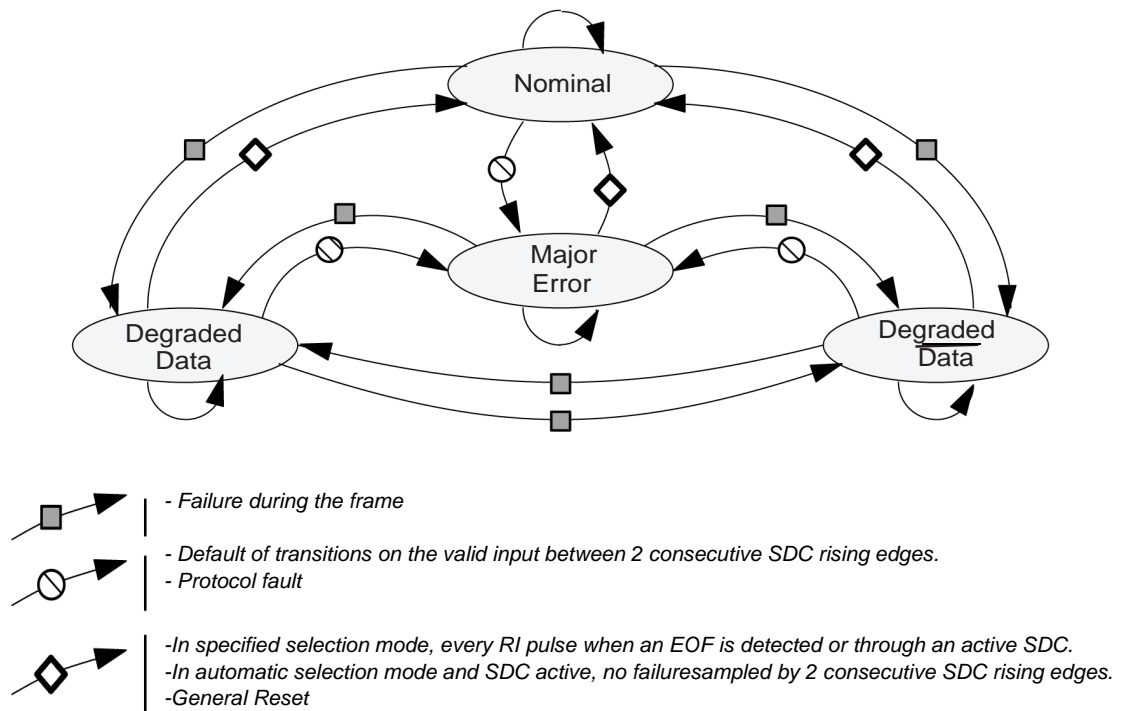 Nominal
Major
Error
Degraded
Data
Degraded
Data
- Failure during the frame
- Default of transitions on the valid input between 2 consecutive SDC rising edges.
- Protocol fault
-In specified selection mode, every RI pulse when an EOF is detected or through an active SDC.
-In automatic selection mode and SDC active, no failuresampled by 2 consecutive SDC rising edges.
-General Reset